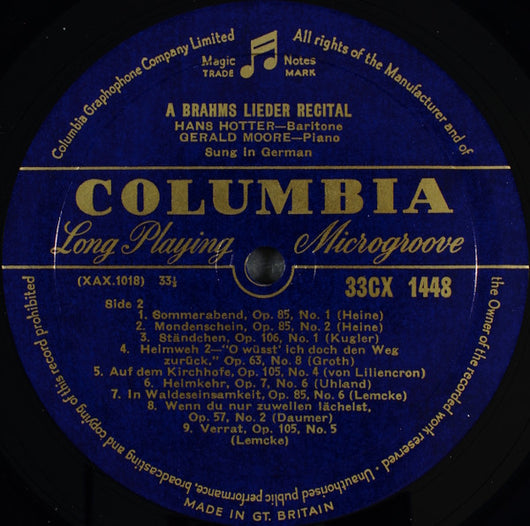 Columbia Graphophone Company Limited
All rights of the Manufacturer and of
the Owner of the recorded work reserved · Unauthorised public performance, broadcasting and copying of this record prohibited
Magic Notes
TRADE MARK
A BRAHMS LIEDER RECITAL
HANS HOTTER—Baritone
GERALD MOORE—Piano
Sung in German
COLUMBIA
Long Playing Microgroove
(XAX.1018) 33⅓ 33CX 1448
Side 2
1. Sommerabend, Op. 85, No. 1 (Heine)
2. Mondenschein, Op. 85, No. 2 (Heine)
3. Ständchen, Op. 106, No. 1 (Kugler)
4. Heimweh 2—"O wüsst' ich doch den Weg
zurück," Op. 63, No. 8 (Groth)
5. Auf dem Kirchhofe, Op. 105, No. 4 (von Liliencron)
6. Heimkehr, Op. 7, No. 6 (Uhland)
7. In Waldeseinsamkeit, Op. 85, No. 6 (Lemcke)
8. Wenn du nur zuweilen lächelst,
Op. 57, No. 2 (Daumer)
9. Verrat, Op. 105, No. 5
(Lemcke)
MADE IN GT. BRITAIN